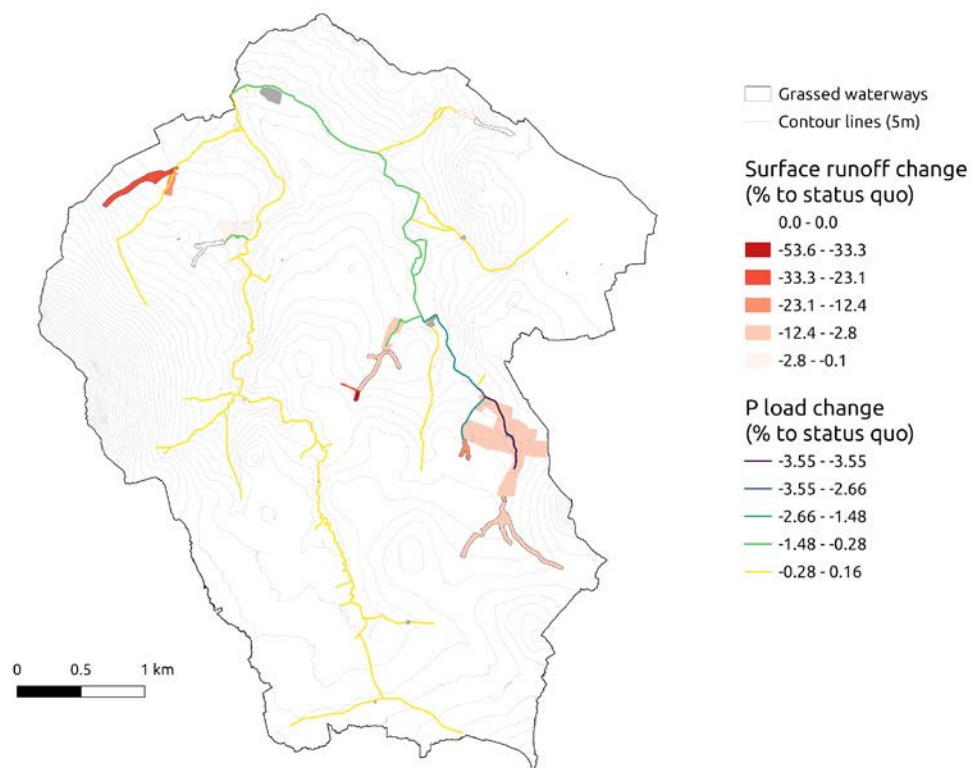 Grassed waterways
Contour lines (5m)
Surface runoff change
(% to status quo)
0.0 - 0.0
-53.6 - -33.3
-33.3 - -23.1
-23.1 - -12.4
-12.4 - -2.8
-2.8 - -0.1
P load change
(% to status quo)
-3.55 - -3.55
-3.55 - -2.66
-2.66 - -1.48
-1.48 - -0.28
-0.28 - 0.16
0 0.5 1 km